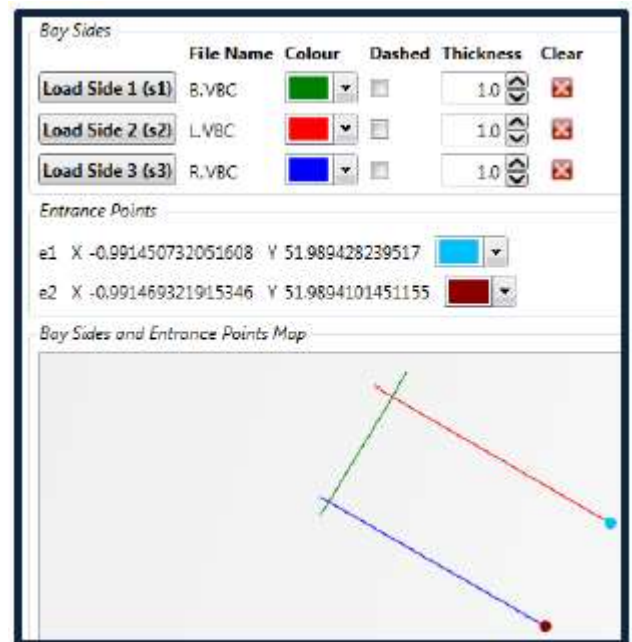 Bay Sides
File Name Colour Dashed Thickness Clear
Load Side 1 (s1) B.VBC 1.0
Load Side 2 (s2) L.VBC 1.0
Load Side 3 (s3) R.VBC 1.0
Entrance Points
e1 X -0.991450732051608 Y 51.989428239517
e2 X -0.991469321915346 Y 51.9894101451155
Bay Sides and Entrance Points Map